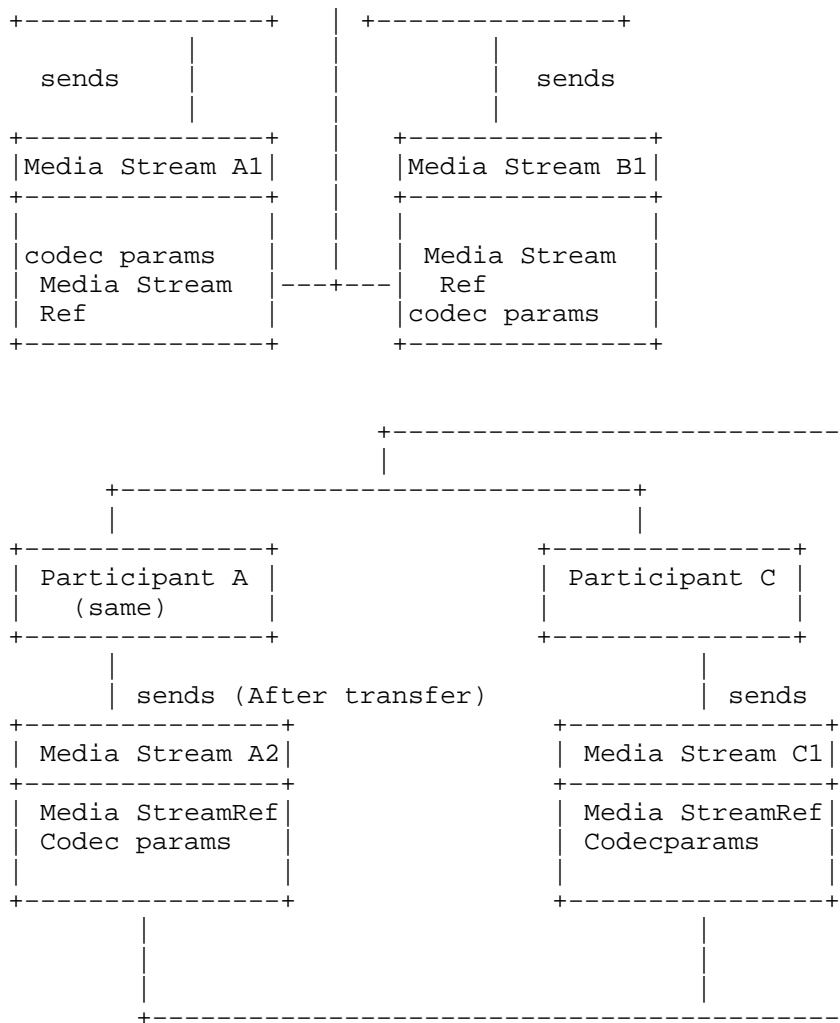 sends sends
Media Stream A1 Media Stream B1
codec params Media Stream
Media Stream Ref
Ref codec params
Participant A Participant C
(same)
sends (After transfer) sends
Media Stream A2 Media Stream C1
Media StreamRef Media StreamRef
Codec params Codecparams